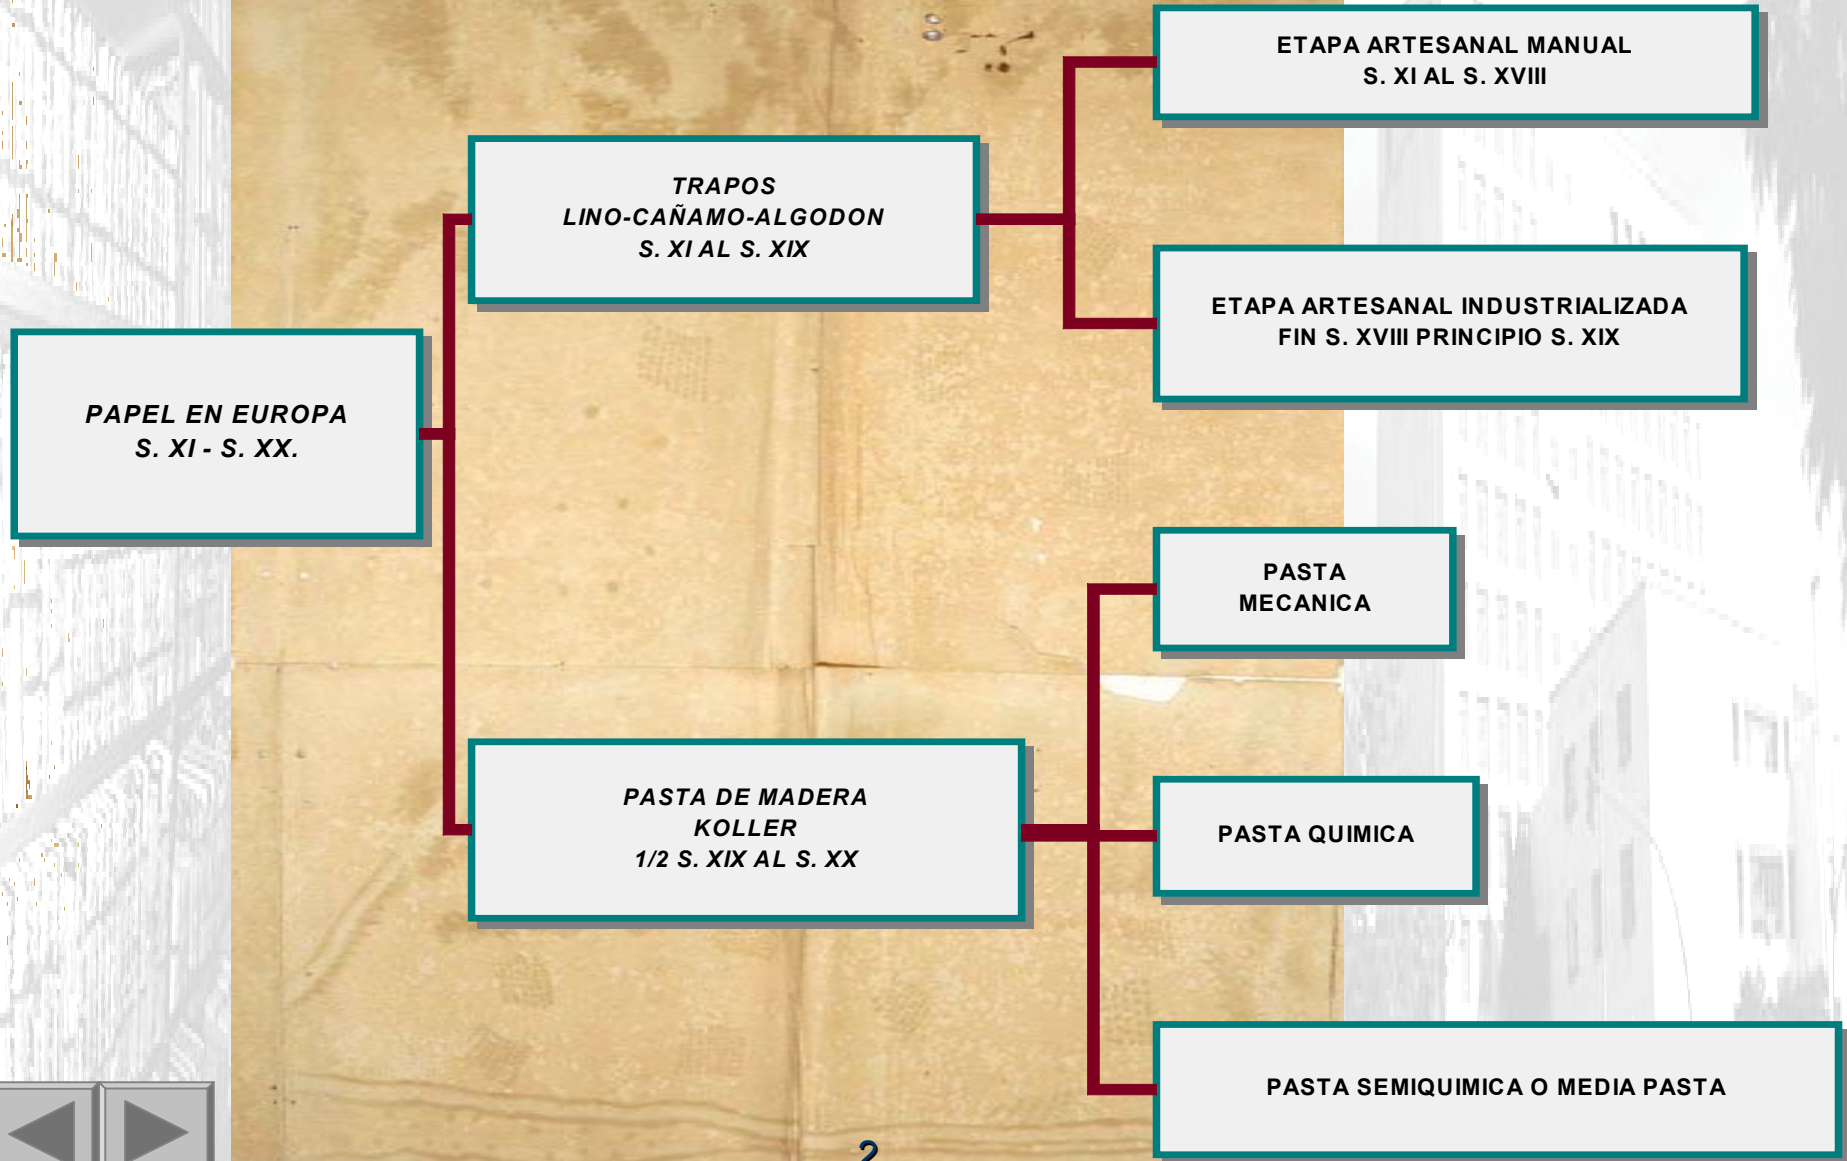 PAPEL EN EUROPA
S. XI - S. XX.
TRAPOS
LINO-CAÑAMO-ALGODON
S. XI AL S. XIX
ETAPA ARTESANAL MANUAL
S. XI AL S. XVIII
ETAPA ARTESANAL INDUSTRIALIZADA
FIN S. XVIII PRINCIPIO S. XIX
PASTA DE MADERA
KOLLER
1/2 S. XIX AL S. XX
PASTA
MECANICA
PASTA QUIMICA
PASTA SEMIQUIMICA O MEDIA PASTA
2